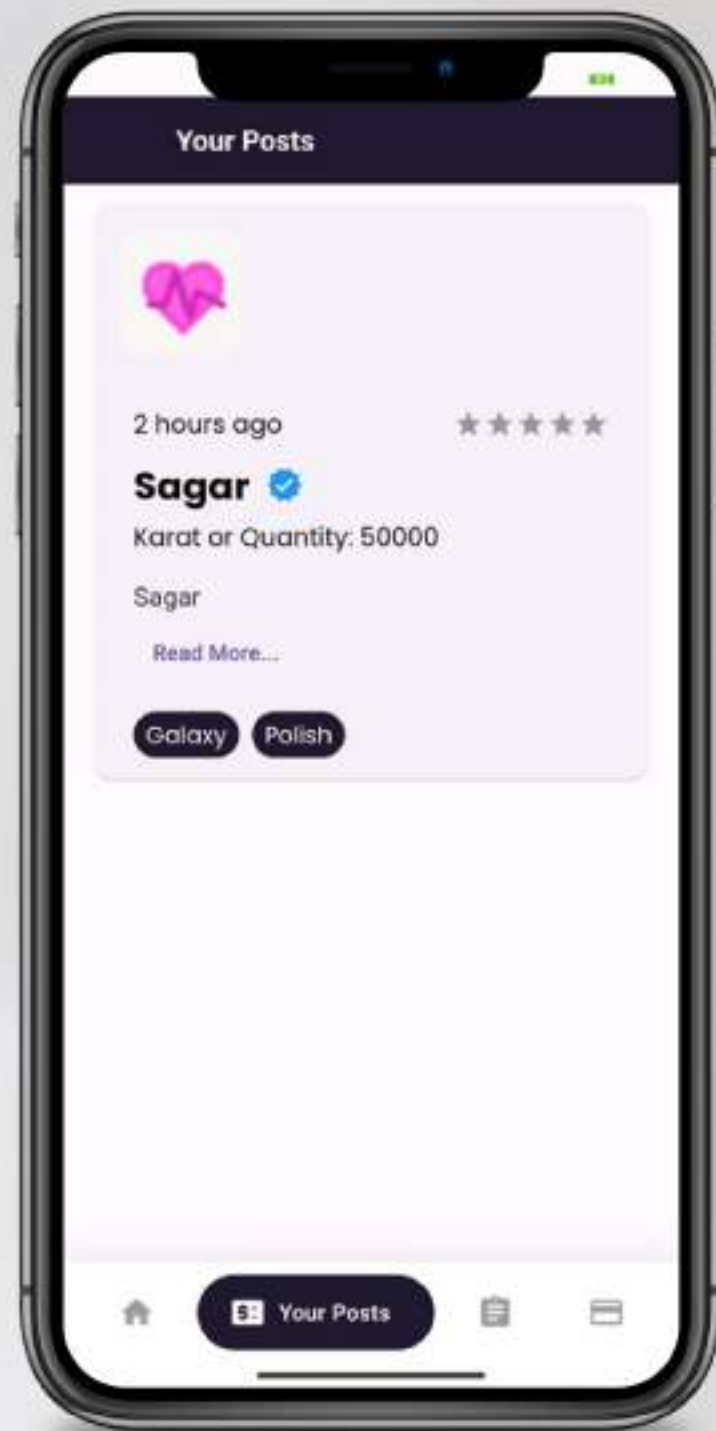 Your Posts
2 hours ago
Sagar
Karat or Quantity: 50000
Sagar
Read More...
Galaxy Polish
Your Posts